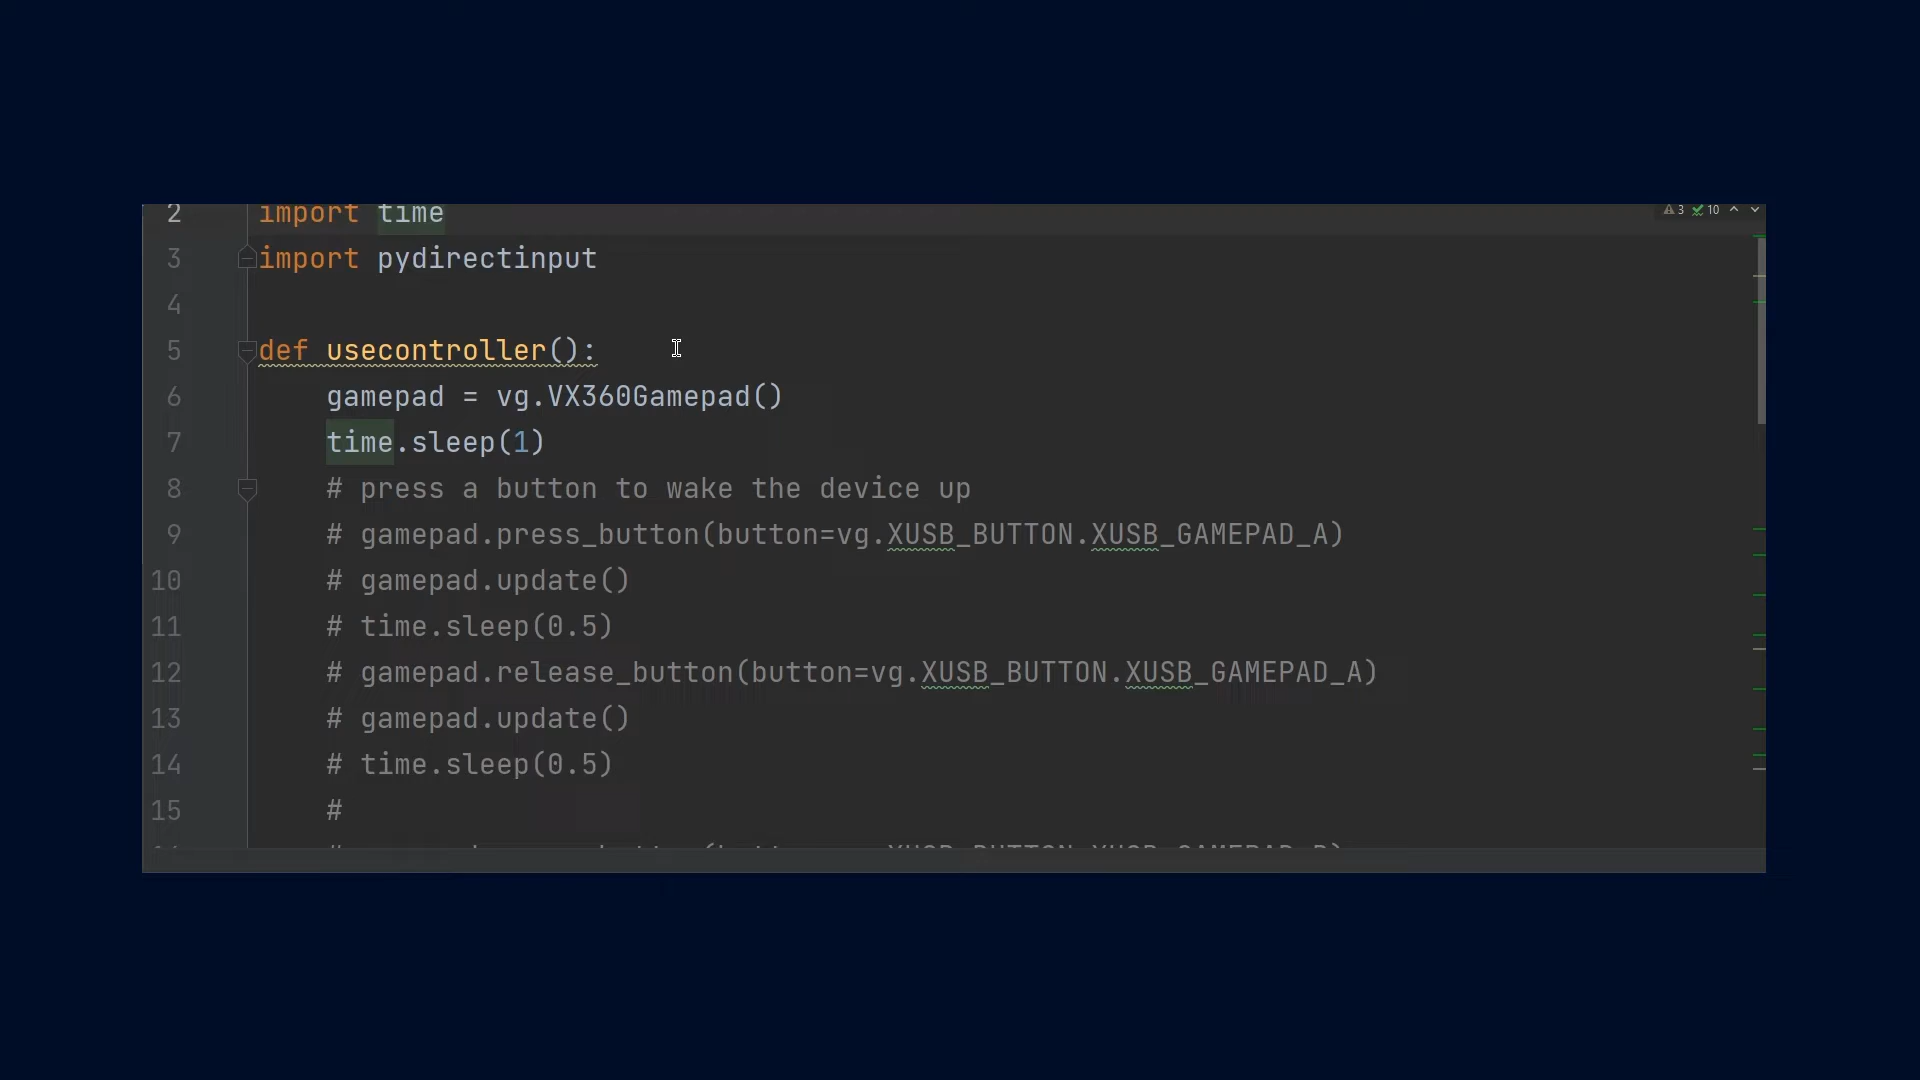 3 10
2 import time
3 import pydirectinput
4
5 def usecontroller():
6 gamepad = vg.VX360Gamepad()
7 time.sleep(1)
8 # press a button to wake the device up
9 # gamepad.press_button(button=vg.XUSB_BUTTON.XUSB_GAMEPAD_A)
10 # gamepad.update()
11 # time.sleep(0.5)
12 # gamepad.release_button(button=vg.XUSB_BUTTON.XUSB_GAMEPAD_A)
13 # gamepad.update()
14 # time.sleep(0.5)
15 #